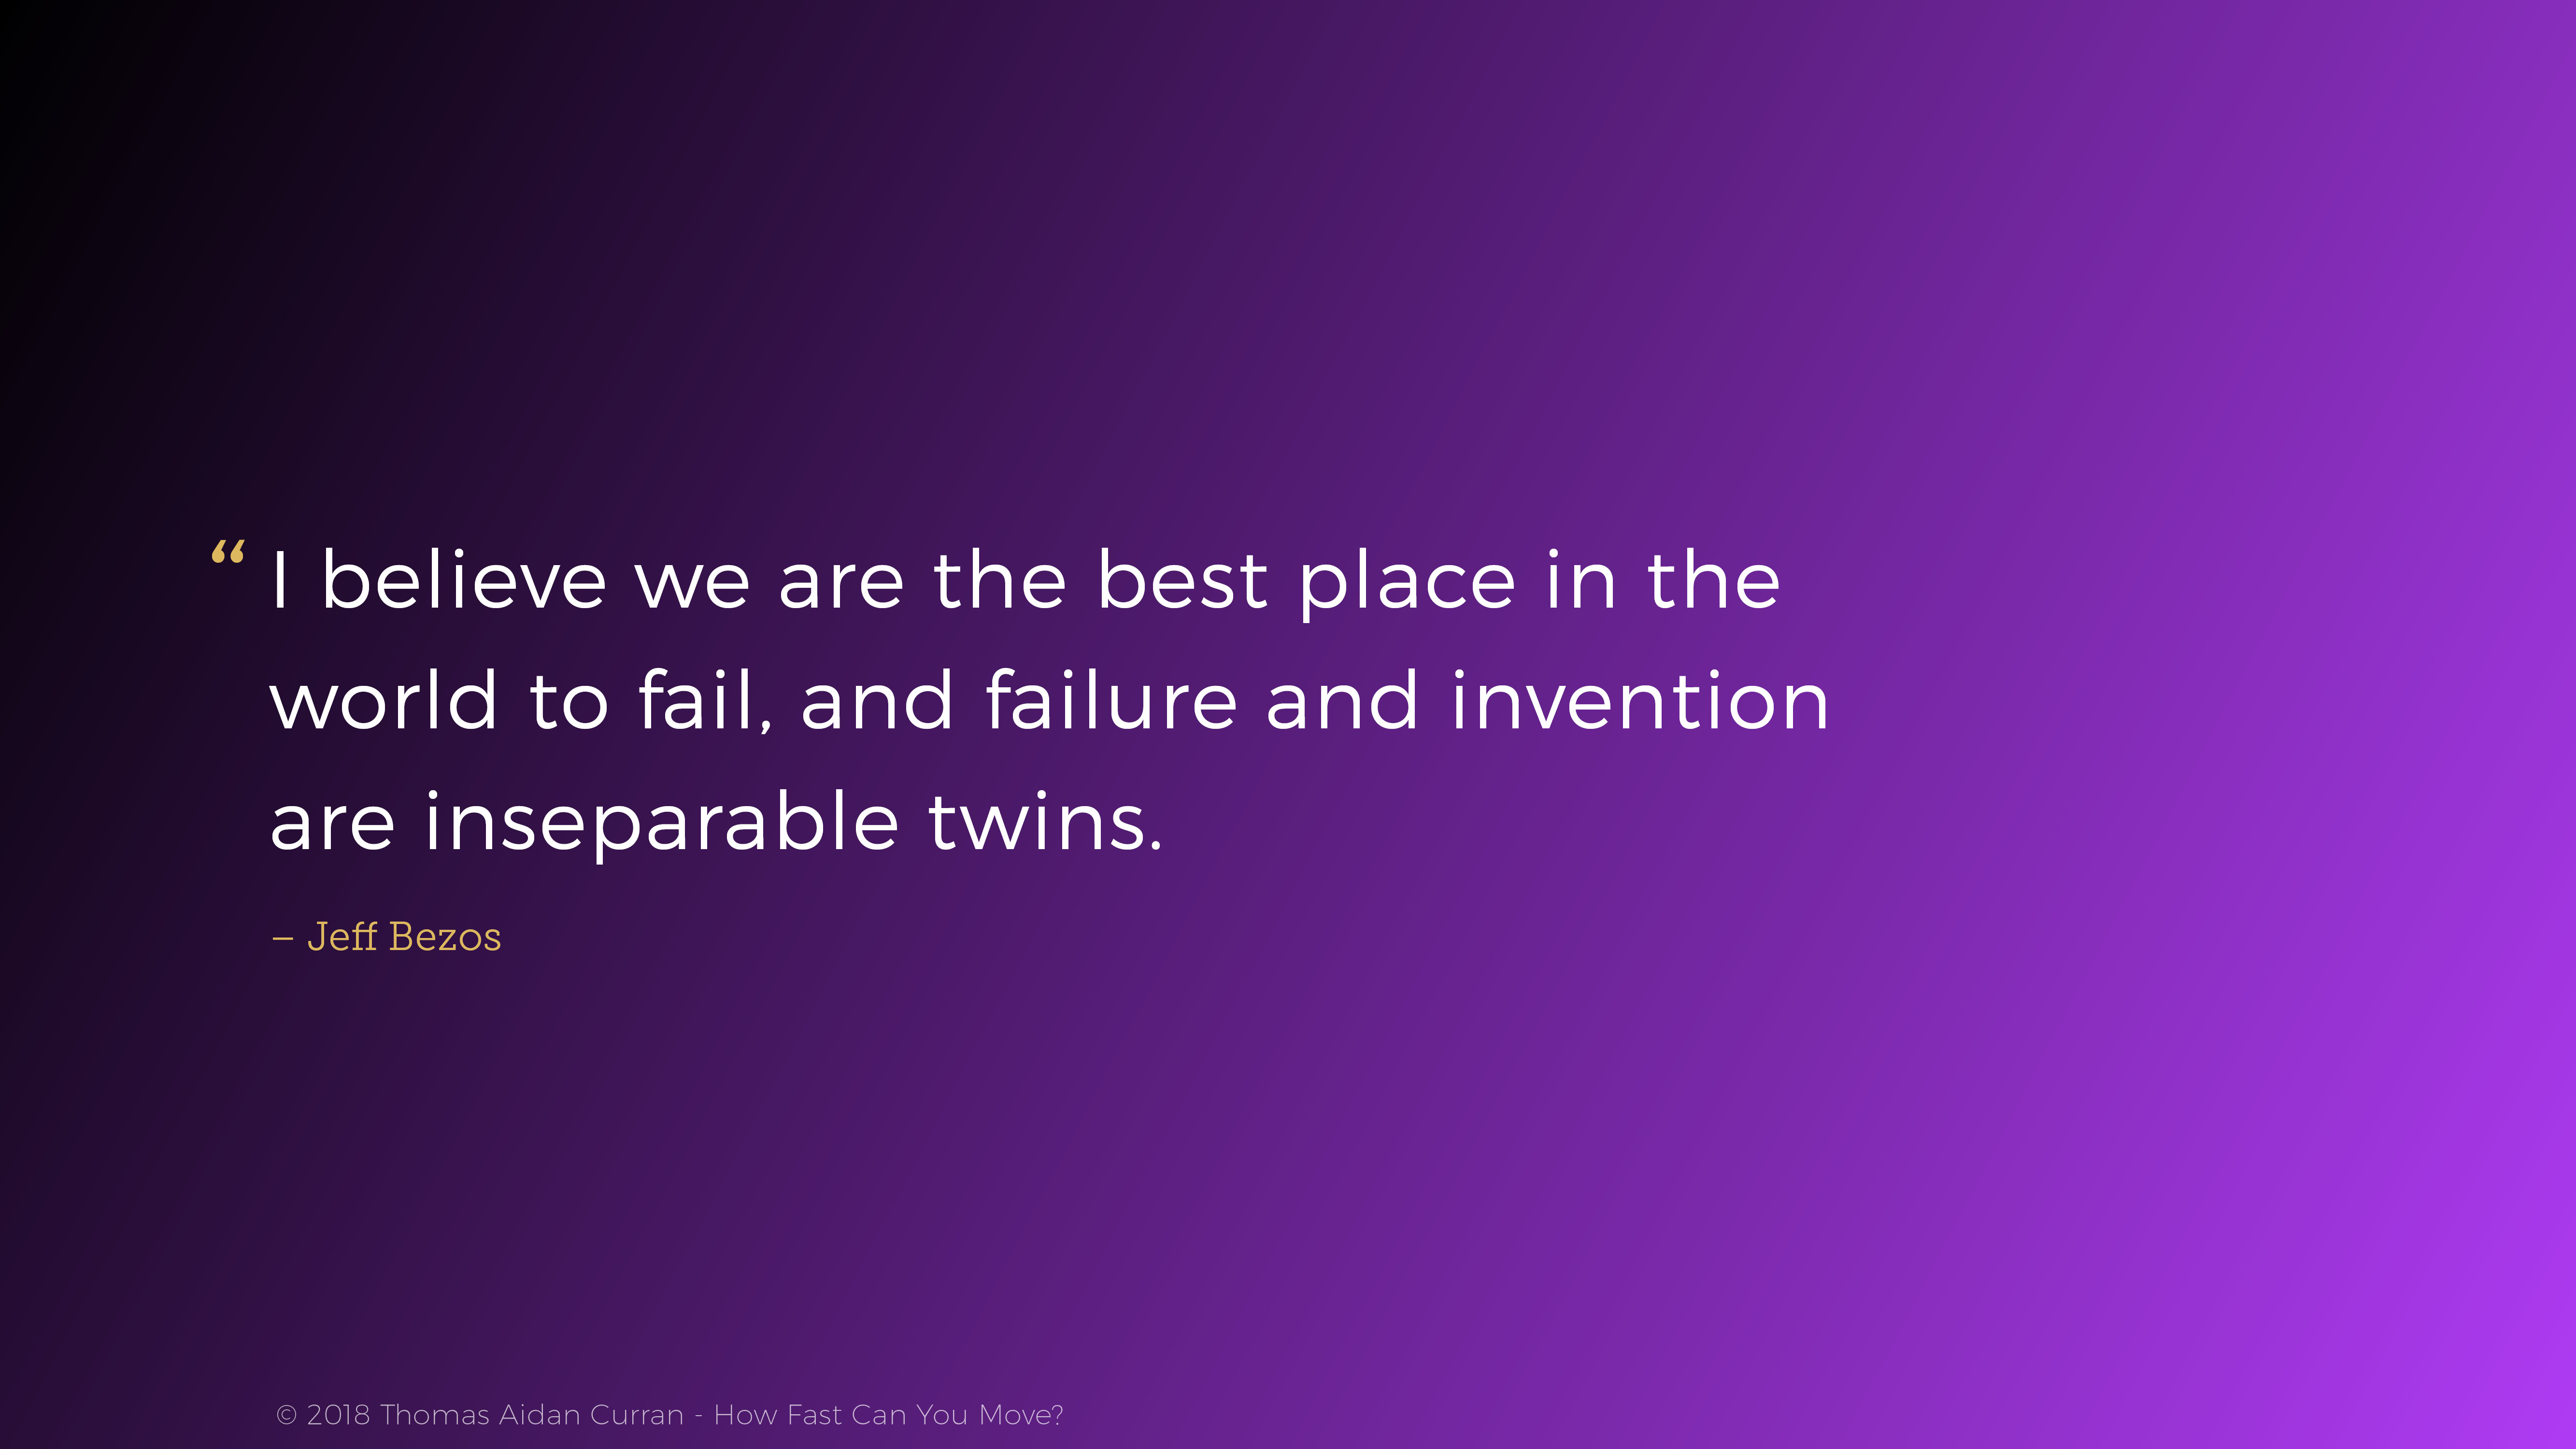 “ I believe we are the best place in the
world to fail, and failure and invention
are inseparable twins.
– Jeff Bezos
© 2018 Thomas Aidan Curran - How Fast Can You Move?